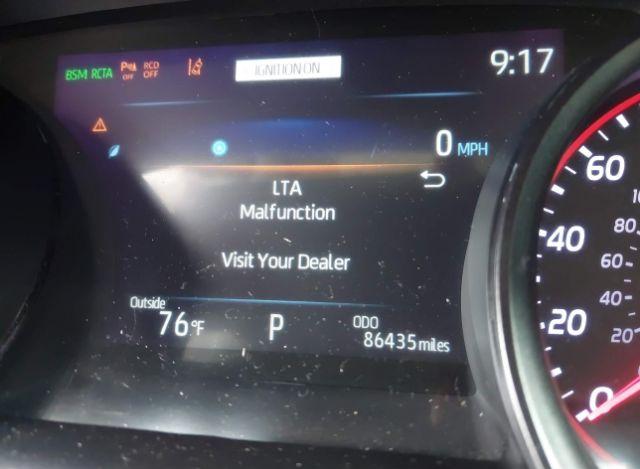 BSM RCTA P OFF RCD OFF IGNITION ON 9:17
0 MPH
LTA
Malfunction
Visit Your Dealer
Outside
76 °F P ODO
86435 miles
60
40
20
0
80
60
40
20